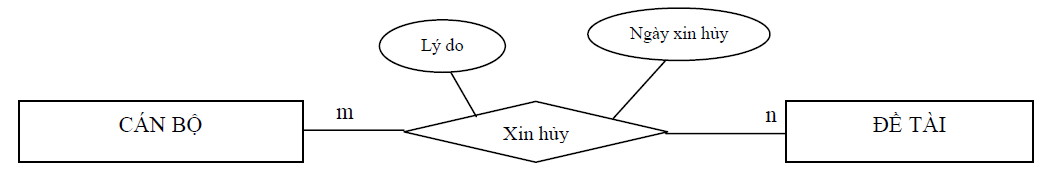 Lý do
Ngày xin hủy
CÁN BỘ
m
Xin hủy
n
ĐỀ TÀI